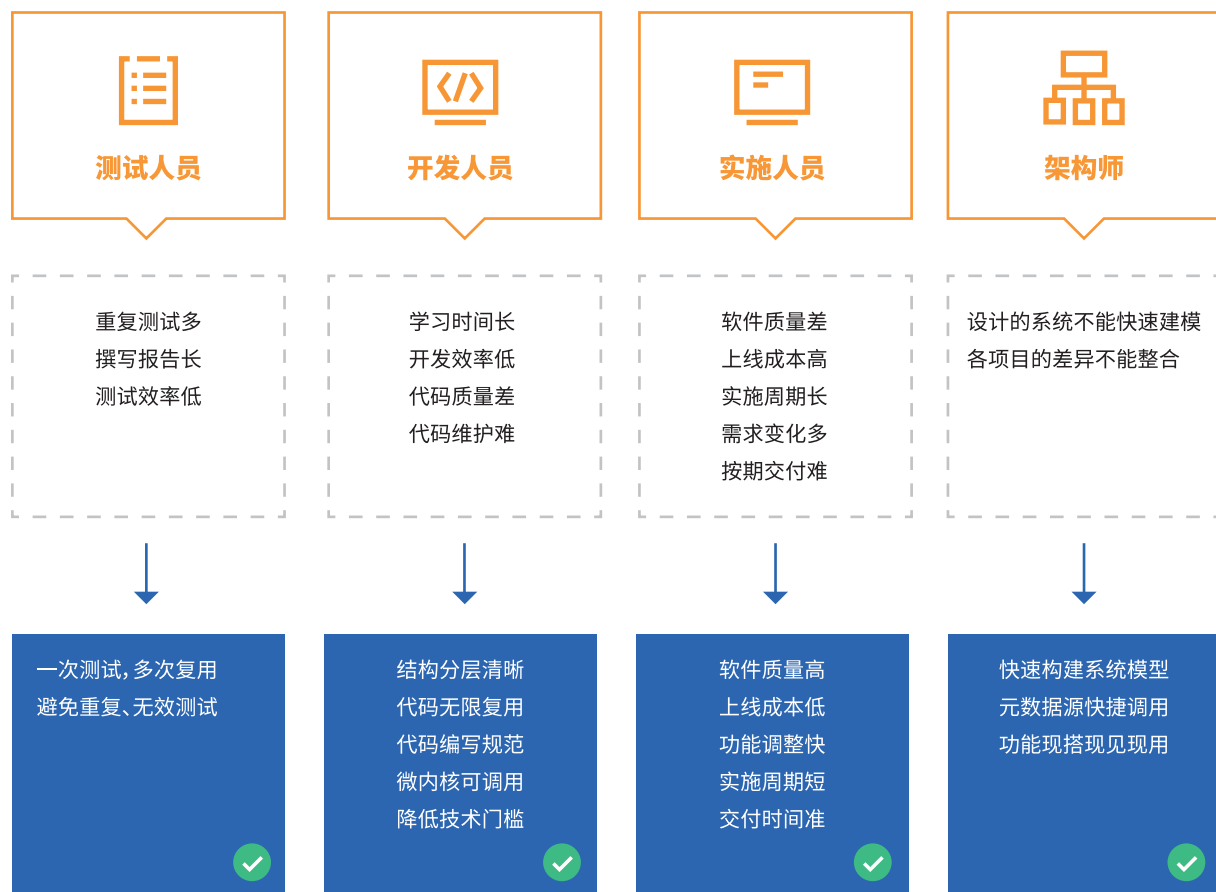 测试人员
开发人员
实施人员
架构师
重复测试多
撰写报告长
测试效率低
学习时间长
开发效率低
代码质量差
代码维护难
软件质量差
上线成本高
实施周期长
需求变化多
按期交付难
设计的系统不能快速建模
各项目的差异不能整合
一次测试，多次复用
避免重复、无效测试
结构分层清晰
代码无限复用
代码编写规范
微内核可调用
降低技术门槛
软件质量高
上线成本低
功能调整快
实施周期短
交付时间准
快速构建系统模型
元数据源快捷调用
功能现搭现见现用